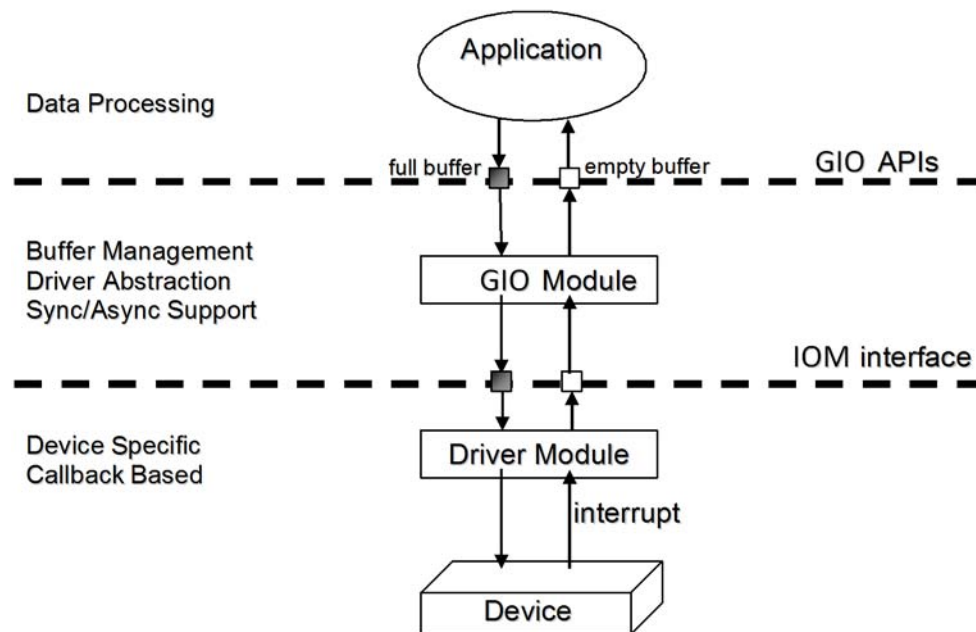 Application
Data Processing
full buffer
empty buffer
GIO APIs
Buffer Management
Driver Abstraction
Sync/Async Support
GIO Module
IOM interface
Device Specific
Callback Based
Driver Module
interrupt
Device